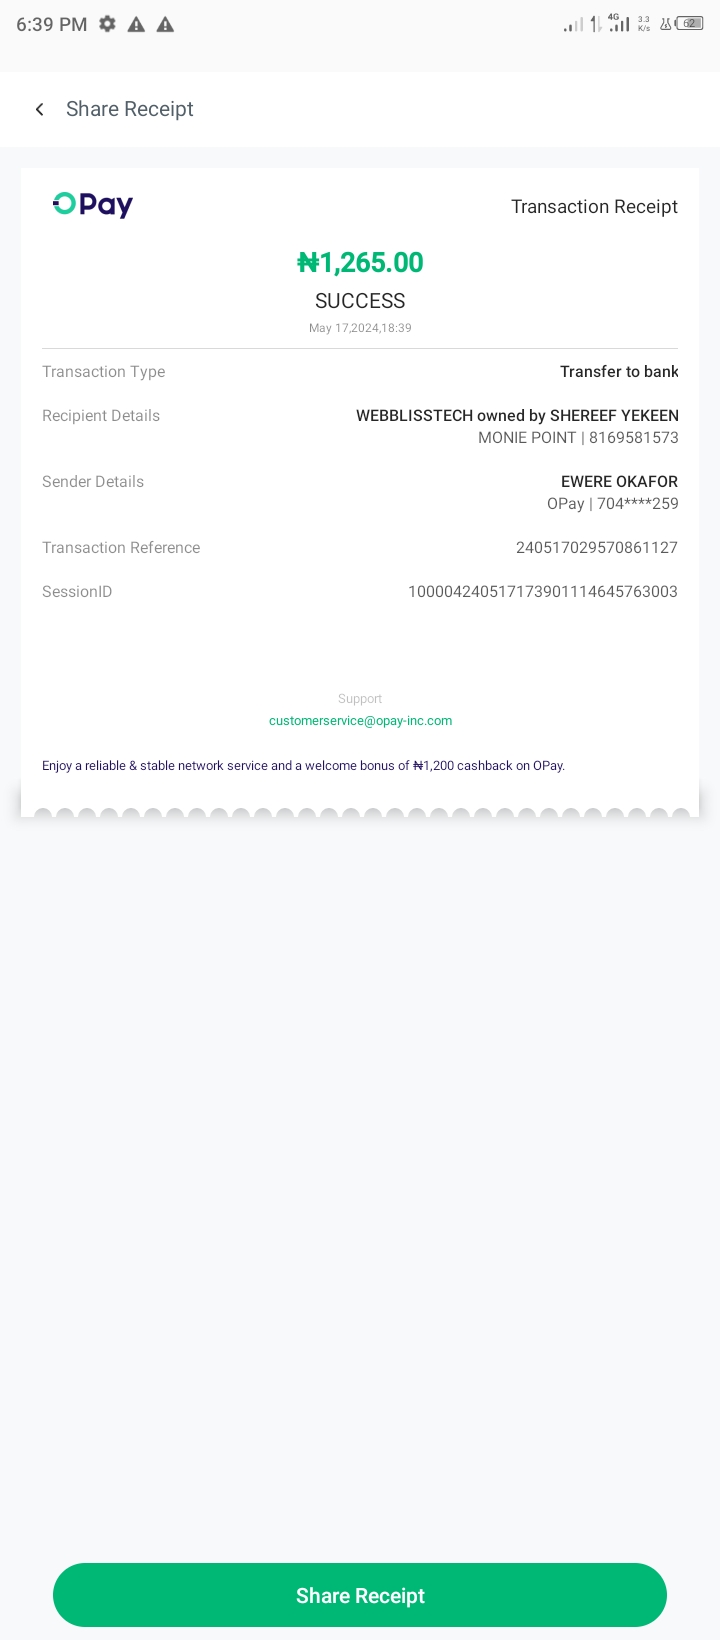 6:39 PM 4G 3.3 K/s 62
Share Receipt
OPay Transaction Receipt
₦1,265.00
SUCCESS
May 17,2024,18:39
Transaction Type Transfer to bank
Recipient Details WEBBLISSTECH owned by SHEREEF YEKEEN
MONIE POINT | 8169581573
Sender Details EWERE OKAFOR
OPay | 704****259
Transaction Reference 240517029570861127
SessionID 100004240517173901114645763003
Support
customerservice@opay-inc.com
Enjoy a reliable & stable network service and a welcome bonus of ₦1,200 cashback on OPay.
Share Receipt